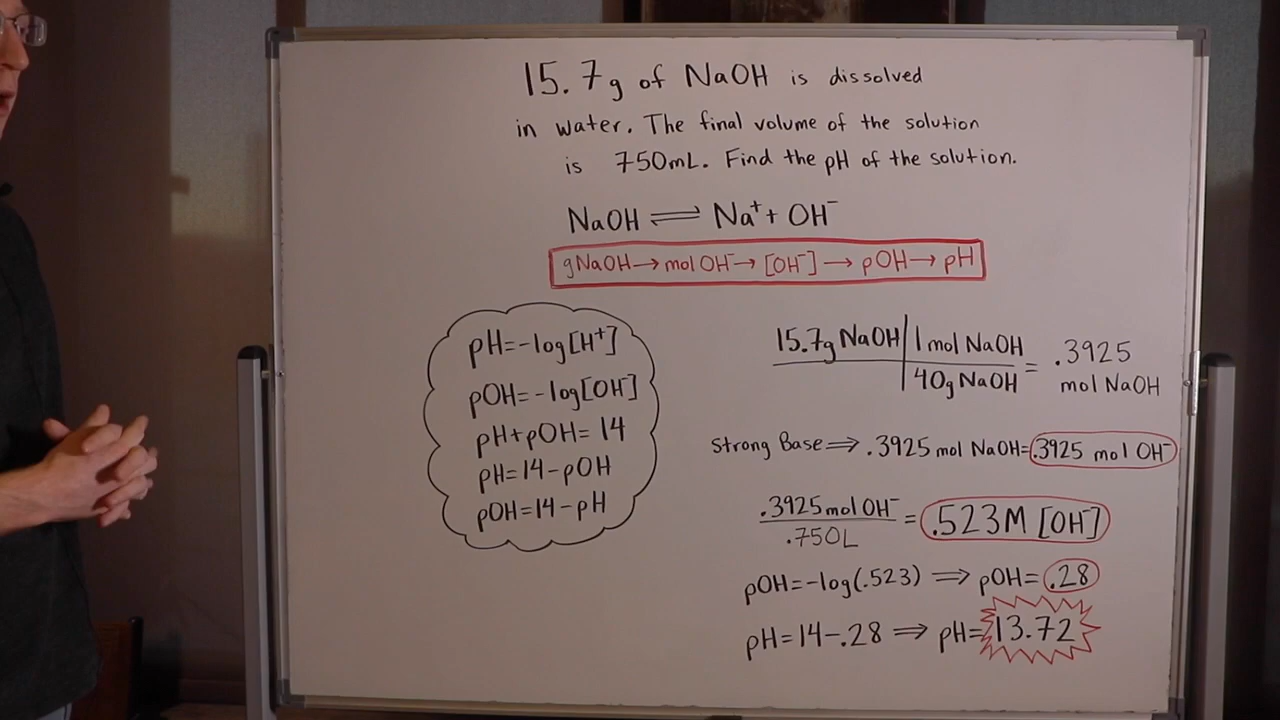 15.7g of NaOH is dissolved
in water. The final volume of the solution
is 750mL. Find the pH of the solution.
NaOH ⇌ Na⁺ + OH⁻
gNaOH → mol OH⁻ → [OH⁻] → pOH → pH
pH=-log[H⁺]
pOH=-log[OH⁻]
pH+pOH=14
pH=14-pOH
pOH=14-pH
15.7g NaOH | 1 mol NaOH
40g NaOH
= .3925
mol NaOH
Strong Base ⇒ .3925 mol NaOH = .3925 mol OH⁻
.3925 mol OH⁻
.750L
= .523M [OH⁻]
pOH=-log(.523) ⇒ pOH= .28
pH=14-.28 ⇒ pH= 13.72